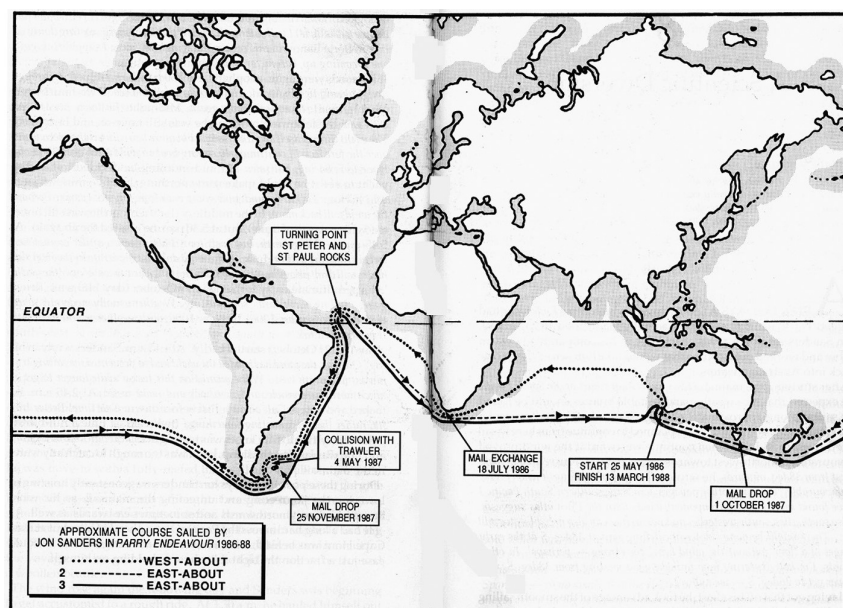 TURNING POINT
ST PETER AND
ST PAUL ROCKS
EQUATOR
COLLISION WITH
TRAWLER
4 MAY 1987
MAIL EXCHANGE
18 JULY 1986
START 25 MAY 1986
FINISH 13 MARCH 1988
MAIL DROP
1 OCTOBER 1987
MAIL DROP
25 NOVEMBER 1987
APPROXIMATE COURSE SAILED BY
JON SANDERS IN PARRY ENDEAVOUR 1986-88
1 WEST-ABOUT
2 EAST-ABOUT
3 EAST-ABOUT